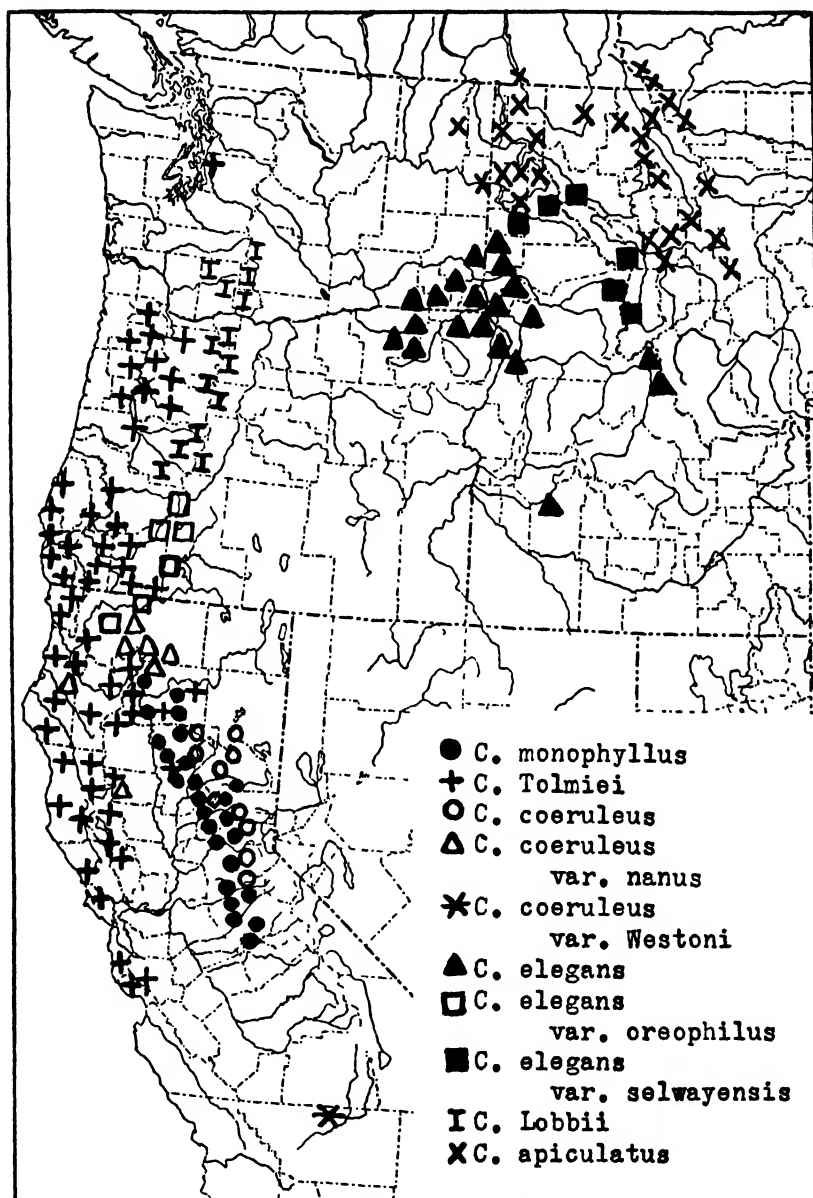 C. monophyllus
C. Tolmiei
C. coeruleus
C. coeruleus
var. nanus
C. coeruleus
var. Westoni
C. elegans
C. elegans
var. oreophilus
C. elegans
var. selwayensis
C. Lobbii
C. apiculatus